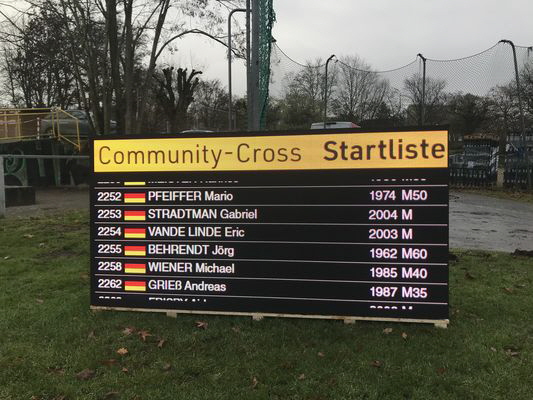 Community-Cross Startliste
2252 PFEIFFER Mario 1974 M50
2253 STRADTMAN Gabriel 2004 M
2254 VANDE LINDE Eric 2003 M
2255 BEHRENDT Jörg 1962 M60
2258 WIENER Michael 1985 M40
2262 GRIEß Andreas 1987 M35